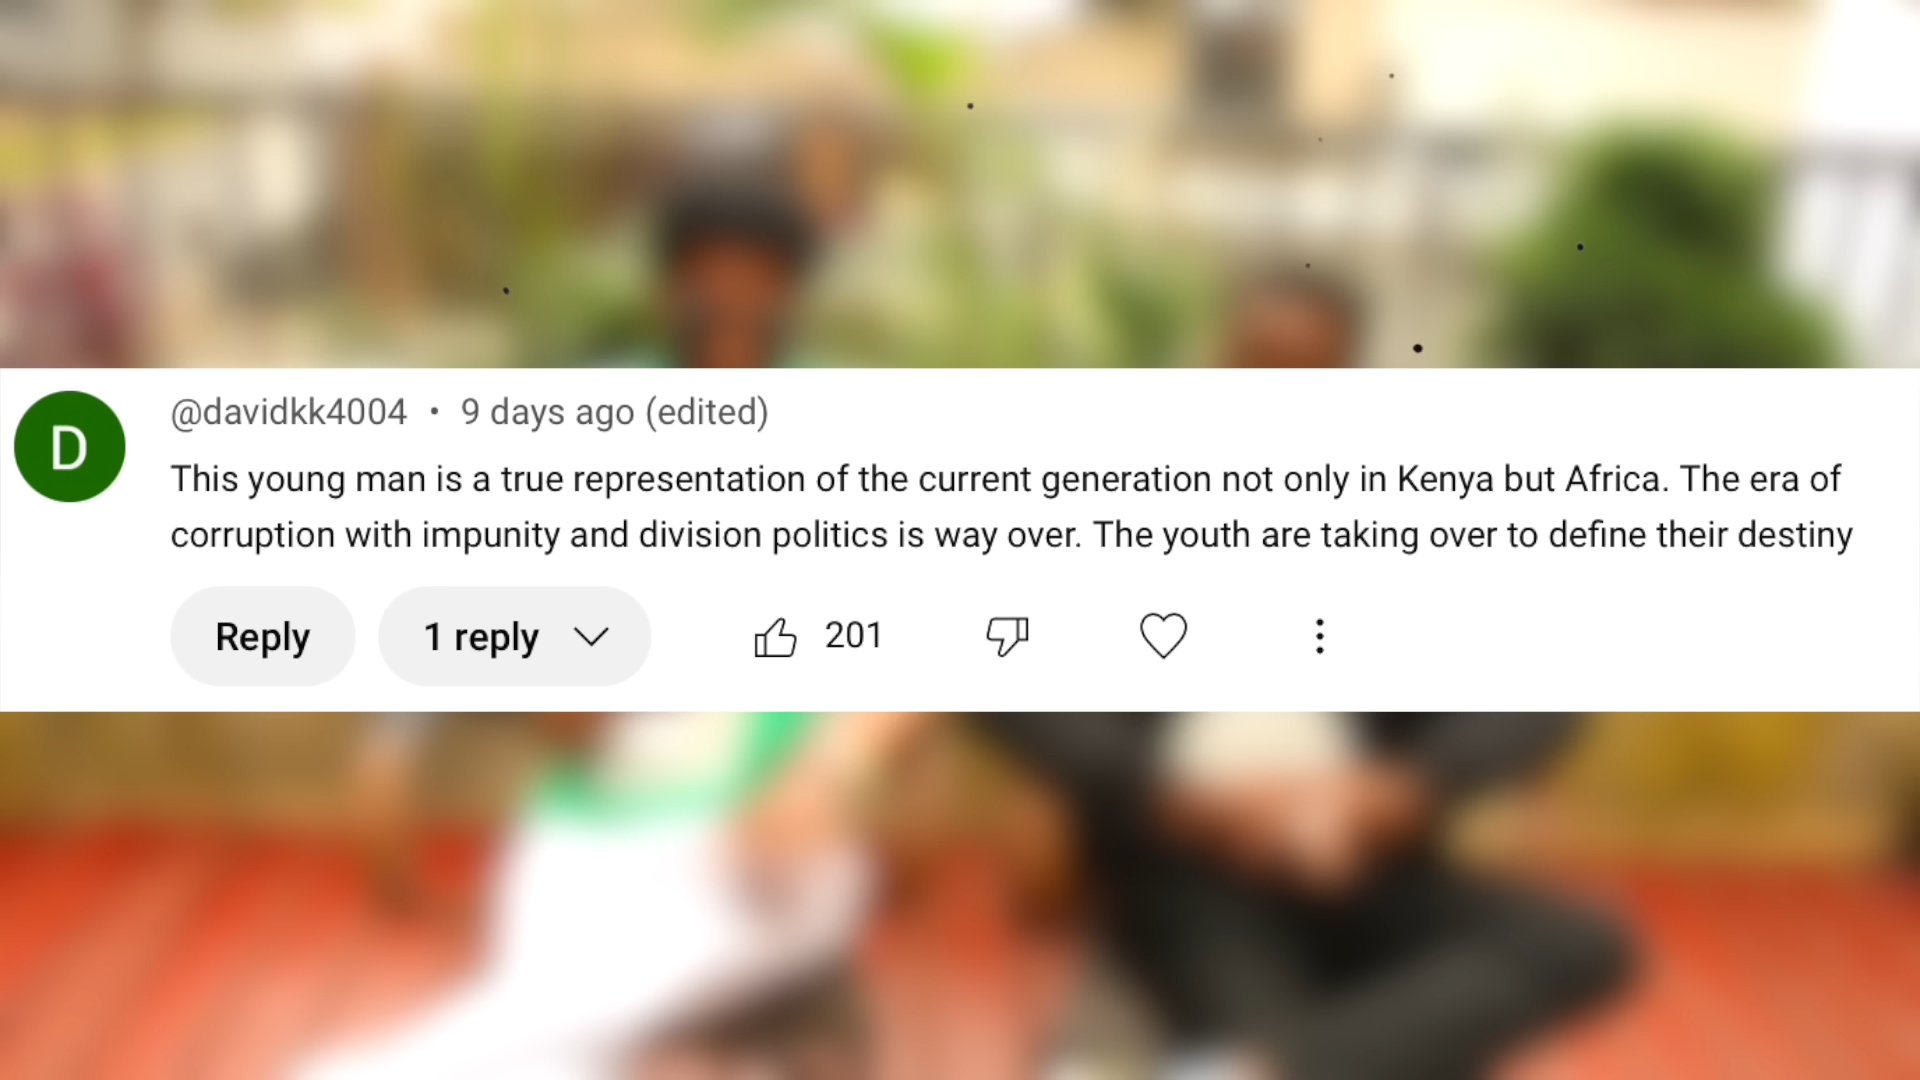 D
@davidkk4004 • 9 days ago (edited)
This young man is a true representation of the current generation not only in Kenya but Africa. The era of
corruption with impunity and division politics is way over. The youth are taking over to define their destiny
Reply 1 reply 201